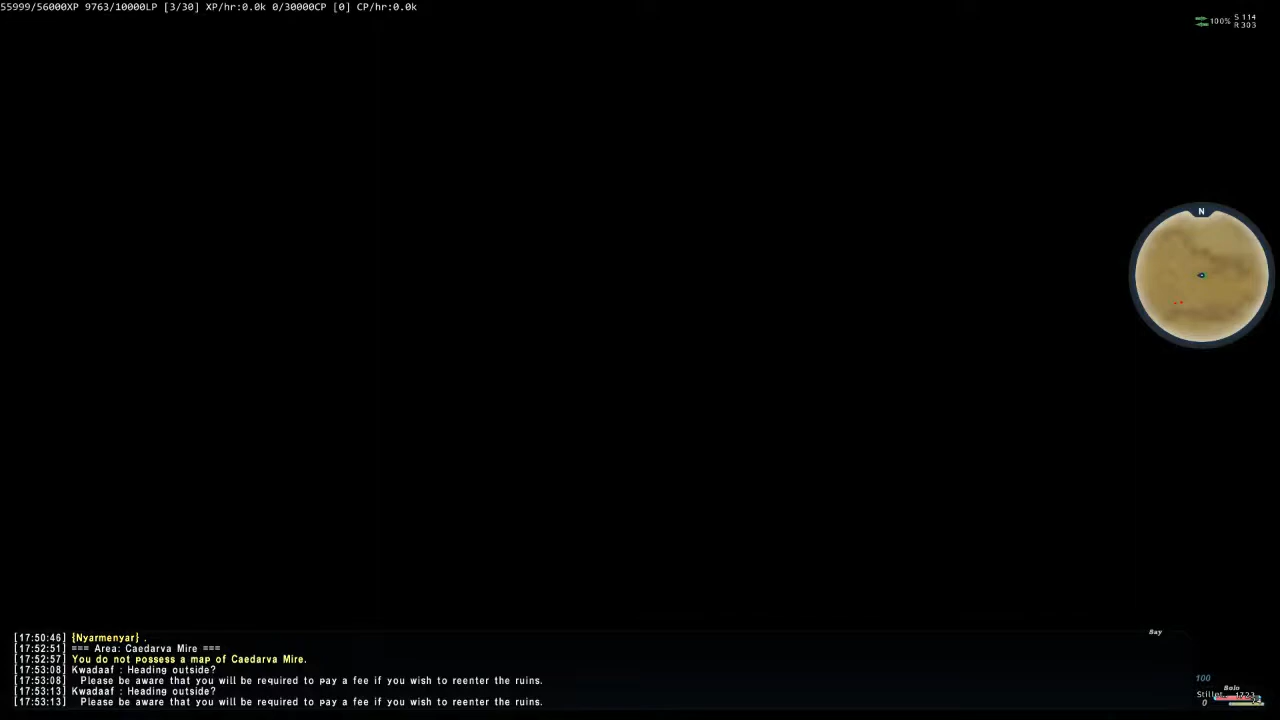 55999/56000XP 9763/10000LP [3/30] XP/hr:0.0k 0/30000CP [0] CP/hr:0.0k
100% S 114
R 303
N
Say
[17:50:46] {Nyarmenyar} .
[17:52:51] === Area: Caedarva Mire ===
[17:52:57] You do not possess a map of Caedarva Mire.
[17:53:08] Kwadaaf : Heading outside?
[17:53:08] Please be aware that you will be required to pay a fee if you wish to reenter the ruins.
[17:53:13] Kwadaaf : Heading outside?
[17:53:13] Please be aware that you will be required to pay a fee if you wish to reenter the ruins.
100
Bolo
0